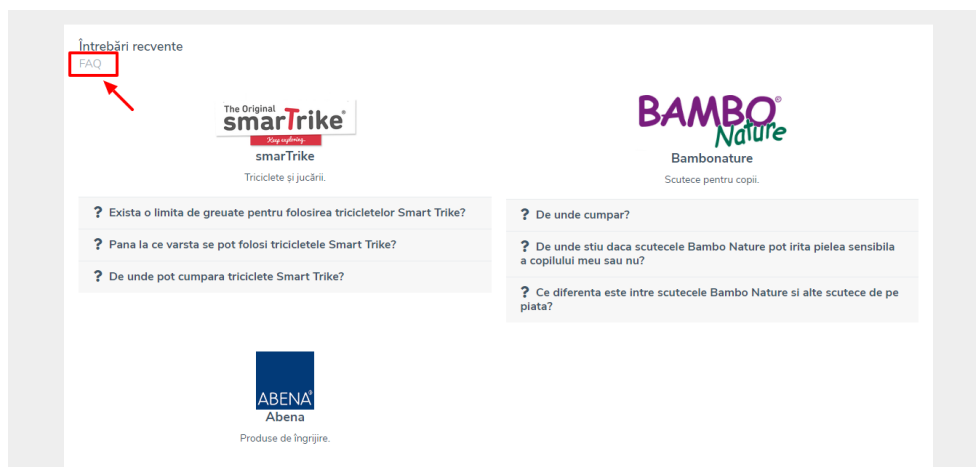 Întrebări recvente
FAQ
The Original
smarTrike®
Keep exploring.
smarTrike
Triciclete și jucării.
? Exista o limita de greuate pentru folosirea tricicletelor Smart Trike?
? Pana la ce varsta se pot folosi tricicletele Smart Trike?
? De unde pot cumpara triciclete Smart Trike?
BAMBO©
Nature
Bambonature
Scutece pentru copii.
? De unde cumpar?
? De unde stiu daca scutecele Bambo Nature pot irita pielea sensibila
a copilului meu sau nu?
? Ce diferenta este intre scutecele Bambo Nature si alte scutece de pe
piata?
ABENA®
Abena
Produse de îngrijire.